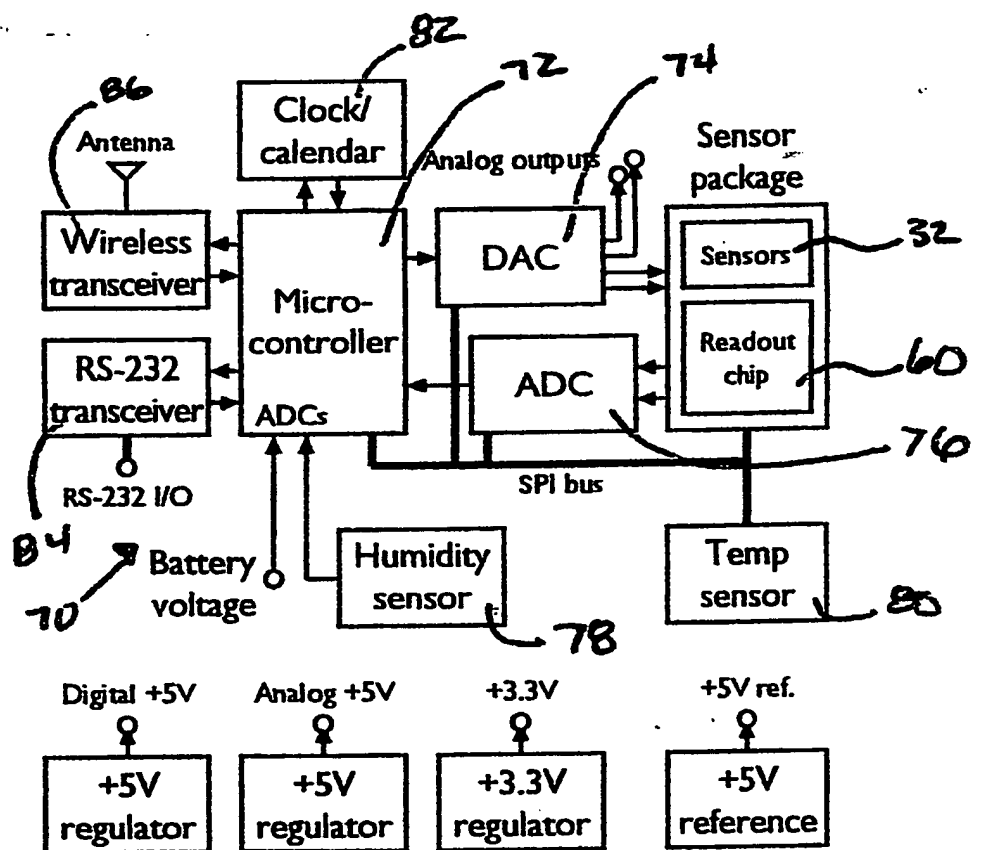 82
86
72
74
Antenna
Clock/
calendar
Analog outputs
Sensor
package
Wireless
transceiver
Micro-
controller
ADCs
DAC
Sensors
32
RS-232
transceiver
ADC
Readout
chip
60
76
RS-232 I/O
SPI bus
84
70
Battery
voltage
Humidity
sensor
78
Temp
sensor
80
Digital +5V
Analog +5V
+3.3V
+5V ref.
+5V
regulator
+5V
regulator
+3.3V
regulator
+5V
reference